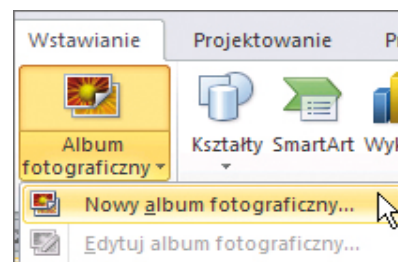 Wstawianie Projektowanie
Album fotograficzny
Kształty SmartArt
Nowy album fotograficzny...
Edytuj album fotograficzny...